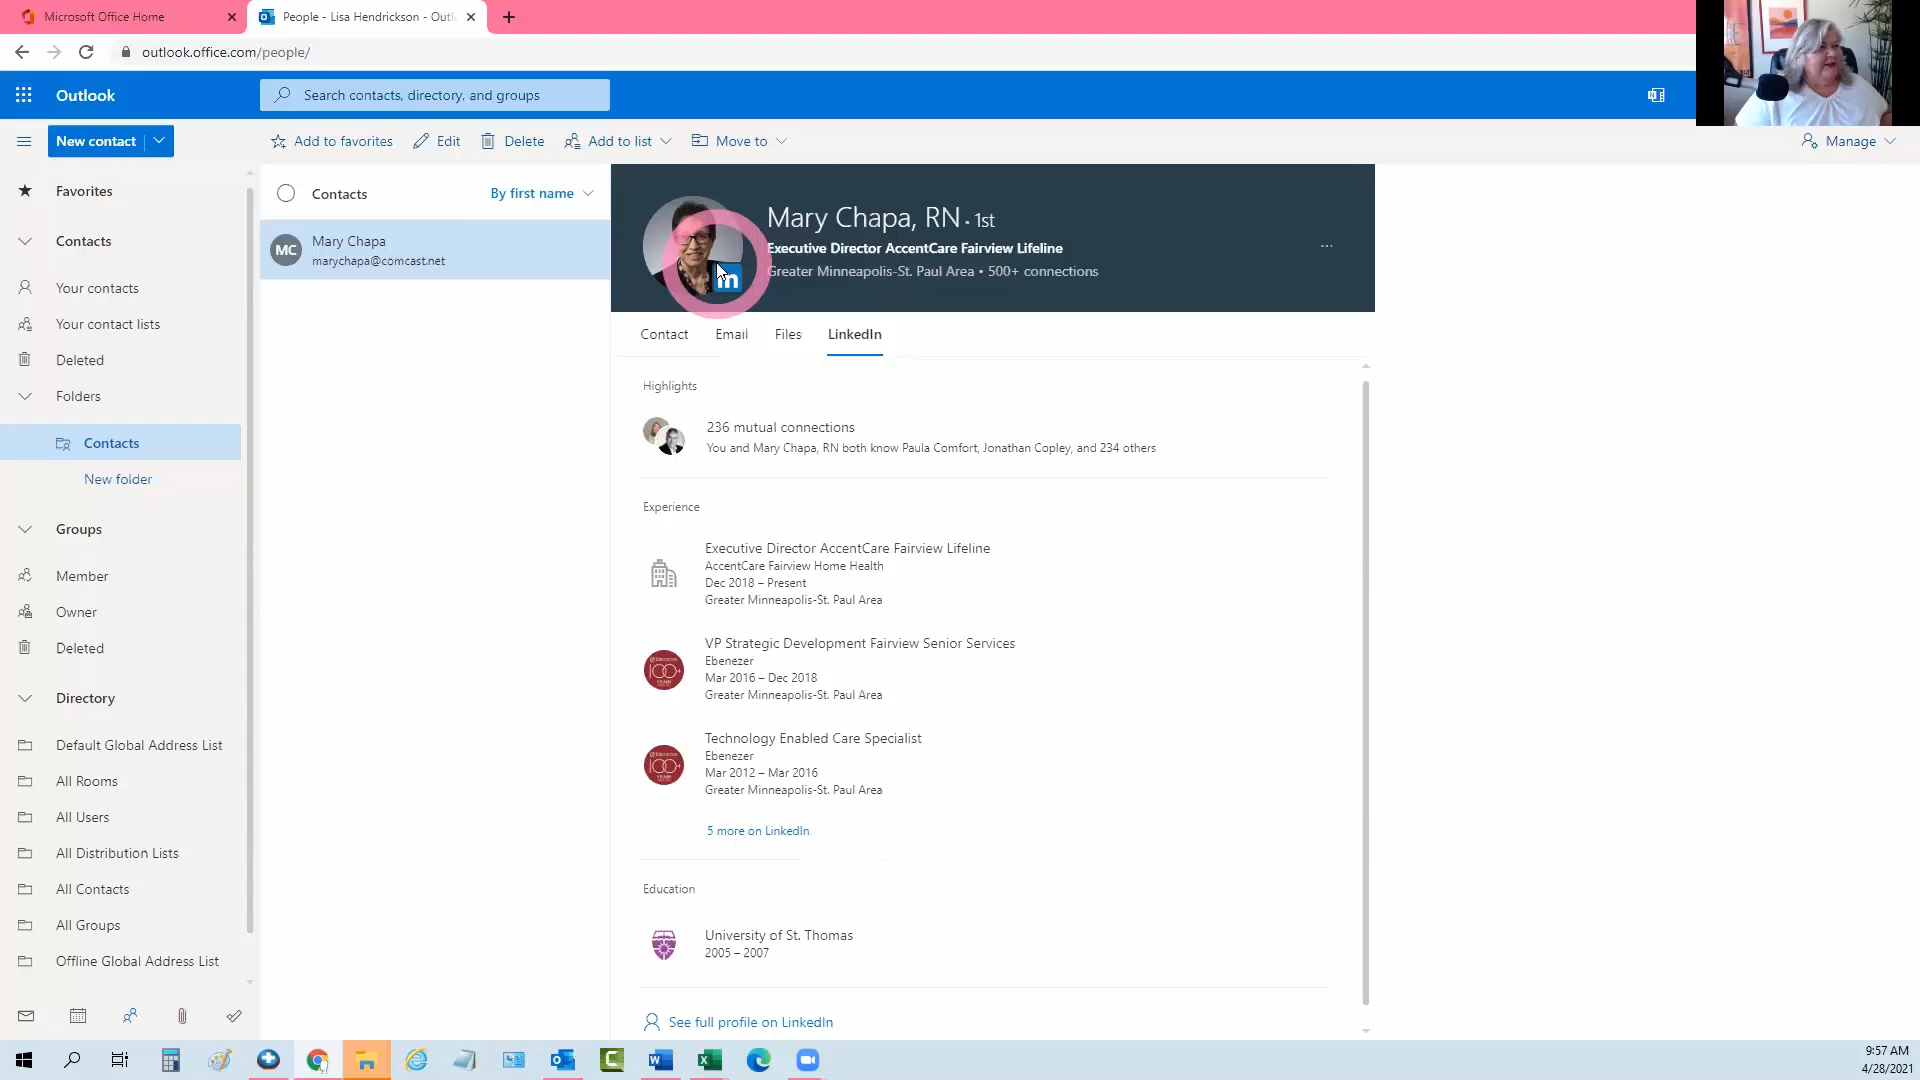 Microsoft Office Home
People - Lisa Hendrickson - Outl
outlook.office.com/people/
Outlook
Search contacts, directory, and groups
New contact
Add to favorites
Edit
Delete
Add to list
Move to
Manage
Favorites
Contacts
Your contacts
Your contact lists
Deleted
Folders
Contacts
New folder
Groups
Member
Owner
Deleted
Directory
Default Global Address List
All Rooms
All Users
All Distribution Lists
All Contacts
All Groups
Offline Global Address List
Contacts
By first name
MC
Mary Chapa
marychapa@comcast.net
Mary Chapa, RN · 1st
Executive Director AccentCare Fairview Lifeline
Greater Minneapolis-St. Paul Area • 500+ connections
in
Contact
Email
Files
LinkedIn
Highlights
236 mutual connections
You and Mary Chapa, RN both know Paula Comfort, Jonathan Copley, and 234 others
Experience
Executive Director AccentCare Fairview Lifeline
AccentCare Fairview Home Health
Dec 2018 – Present
Greater Minneapolis-St. Paul Area
VP Strategic Development Fairview Senior Services
Ebenezer
Mar 2016 – Dec 2018
Greater Minneapolis-St. Paul Area
Technology Enabled Care Specialist
Ebenezer
Mar 2012 – Mar 2016
Greater Minneapolis-St. Paul Area
5 more on LinkedIn
Education
University of St. Thomas
2005 – 2007
See full profile on LinkedIn
9:57 AM
4/28/2021